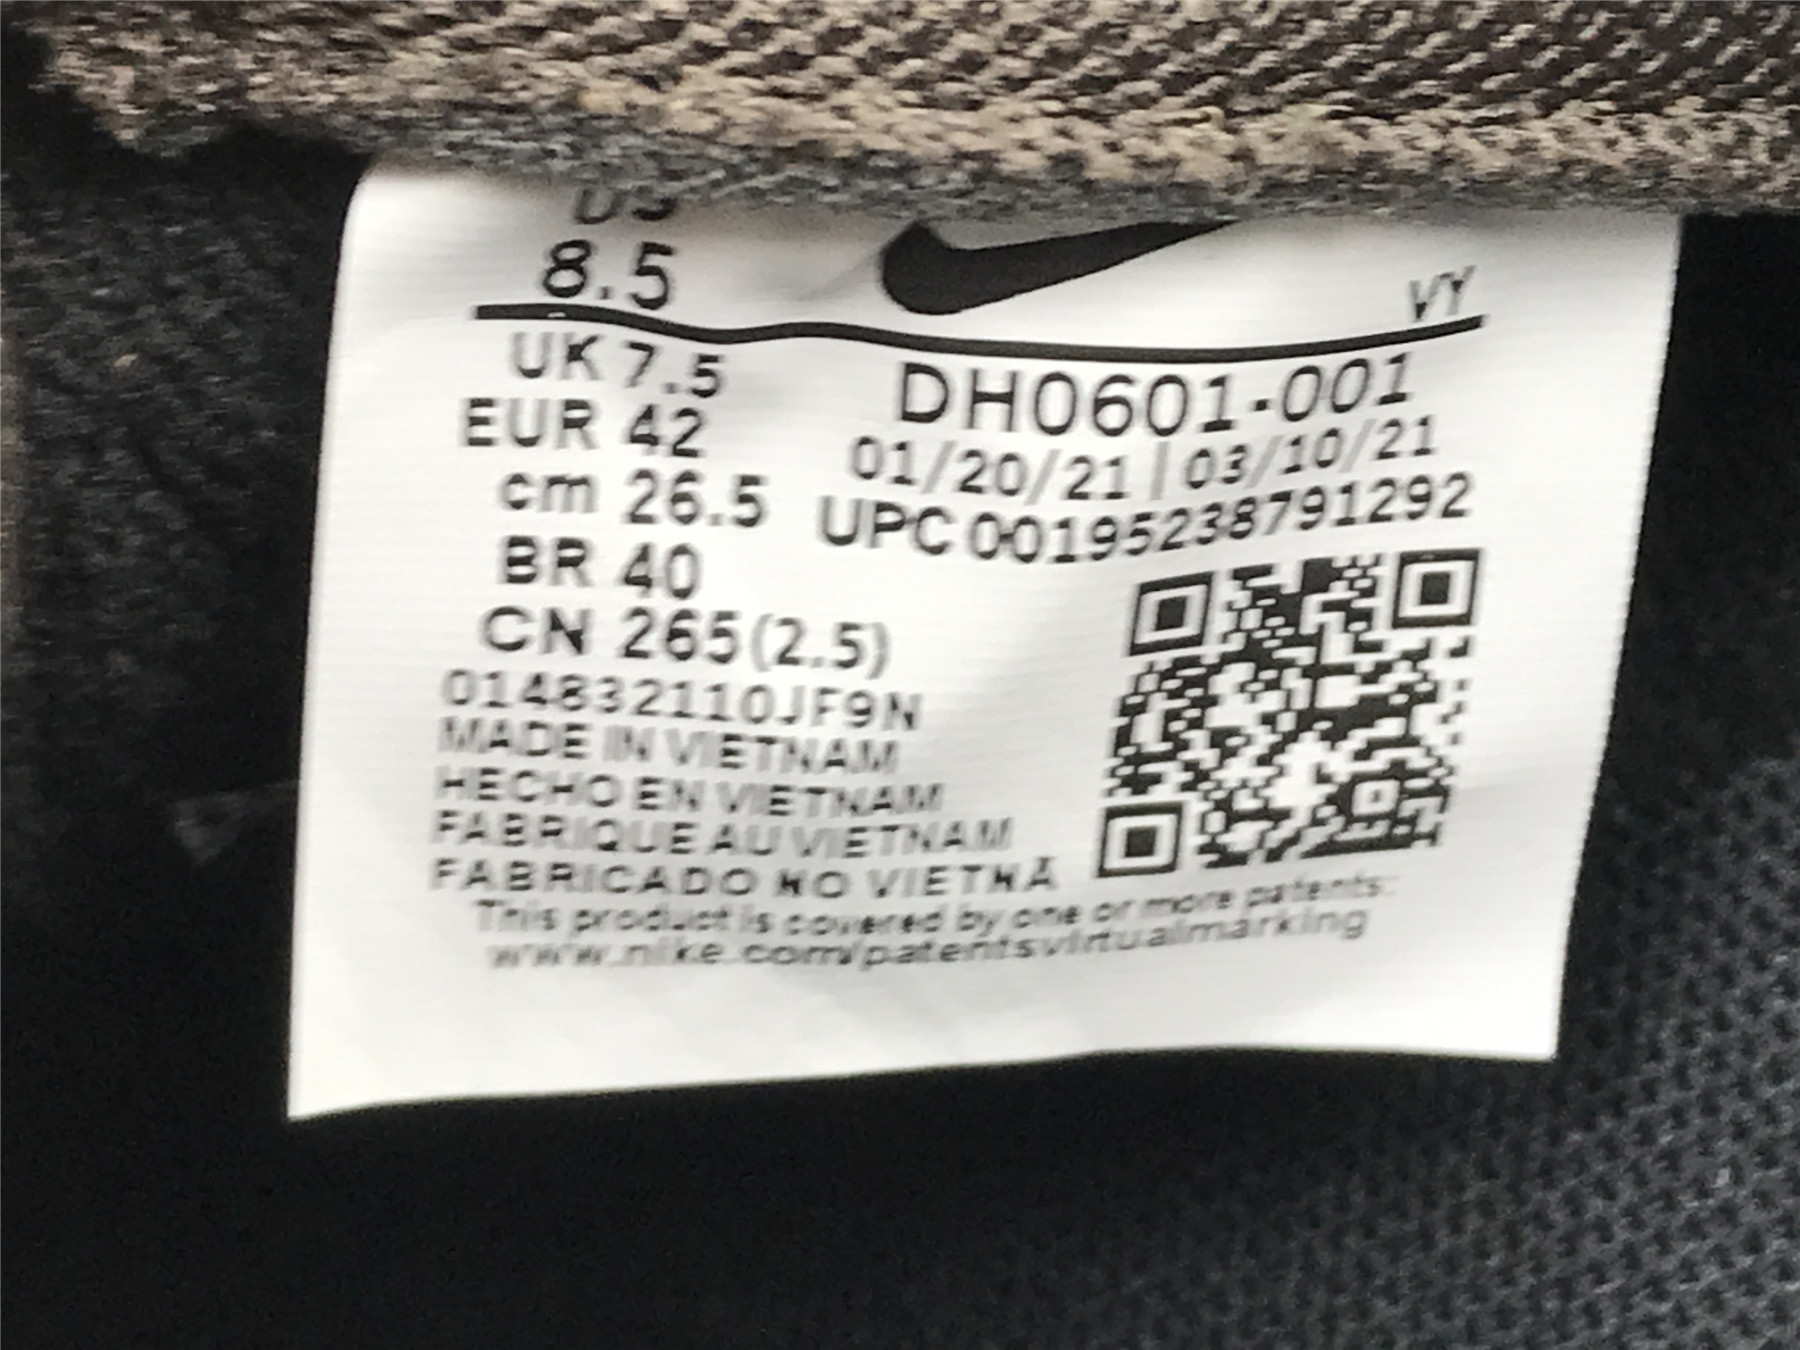 US
8.5
VY
UK 7.5
EUR 42
cm 26.5
BR 40
CN 265(2.5)
DH0601-001
01/20/21 | 03/10/21
UPC 00195238791292
014832110JF9N
MADE IN VIETNAM
HECHO EN VIETNAM
FABRIQUE AU VIETNAM
FABRICADO NO VIETNÃ
This product is covered by one or more patents:
www.nike.com/patentsvirtualmarking